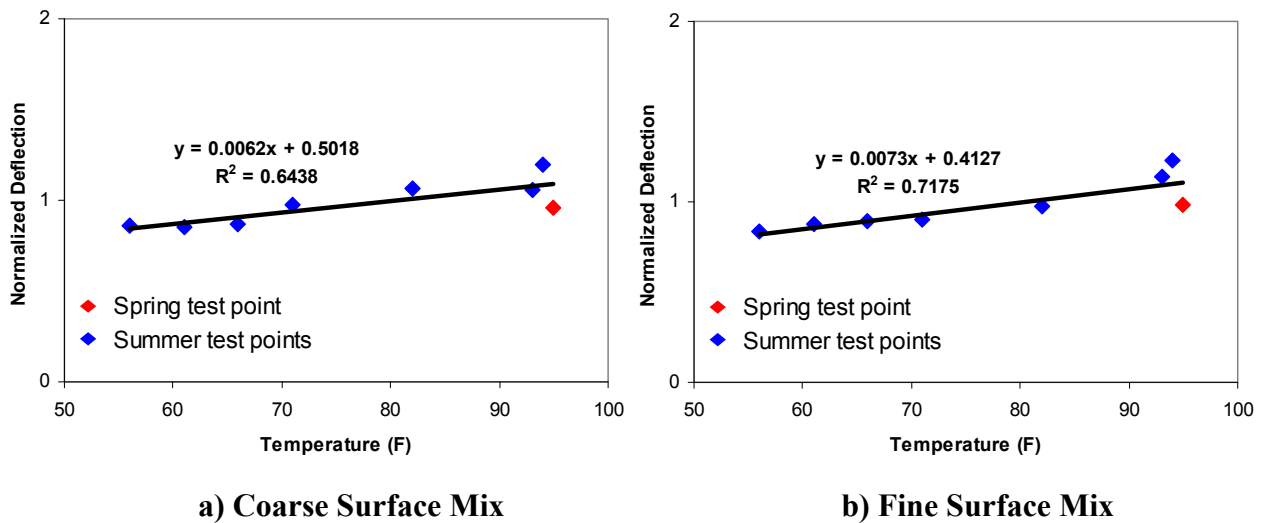 2
1
0
Normalized Deflection
y = 0.0062x + 0.5018
R² = 0.6438
Spring test point
Summer test points
50 60 70 80 90 100
Temperature (F)
a) Coarse Surface Mix
2
1
0
Normalized Deflection
y = 0.0073x + 0.4127
R² = 0.7175
Spring test point
Summer test points
50 60 70 80 90 100
Temperature (F)
b) Fine Surface Mix